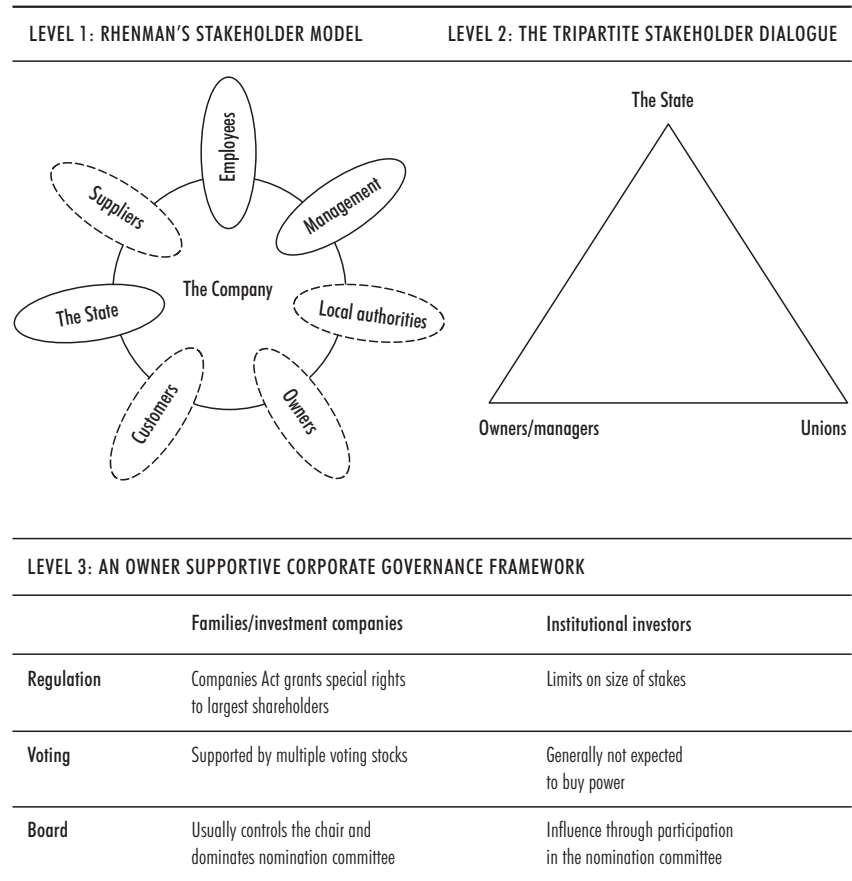 LEVEL 1: RHENMAN'S STAKEHOLDER MODEL
LEVEL 2: THE TRIPARTITE STAKEHOLDER DIALOGUE
Employees
Management
Suppliers
The Company
The State
Local authorities
Customers
Owners
The State
Owners/managers
Unions
LEVEL 3: AN OWNER SUPPORTIVE CORPORATE GOVERNANCE FRAMEWORK
Families/investment companies
Institutional investors
Regulation
Companies Act grants special rights
to largest shareholders
Limits on size of stakes
Voting
Supported by multiple voting stocks
Generally not expected
to buy power
Board
Usually controls the chair and
dominates nomination committee
Influence through participation
in the nomination committee